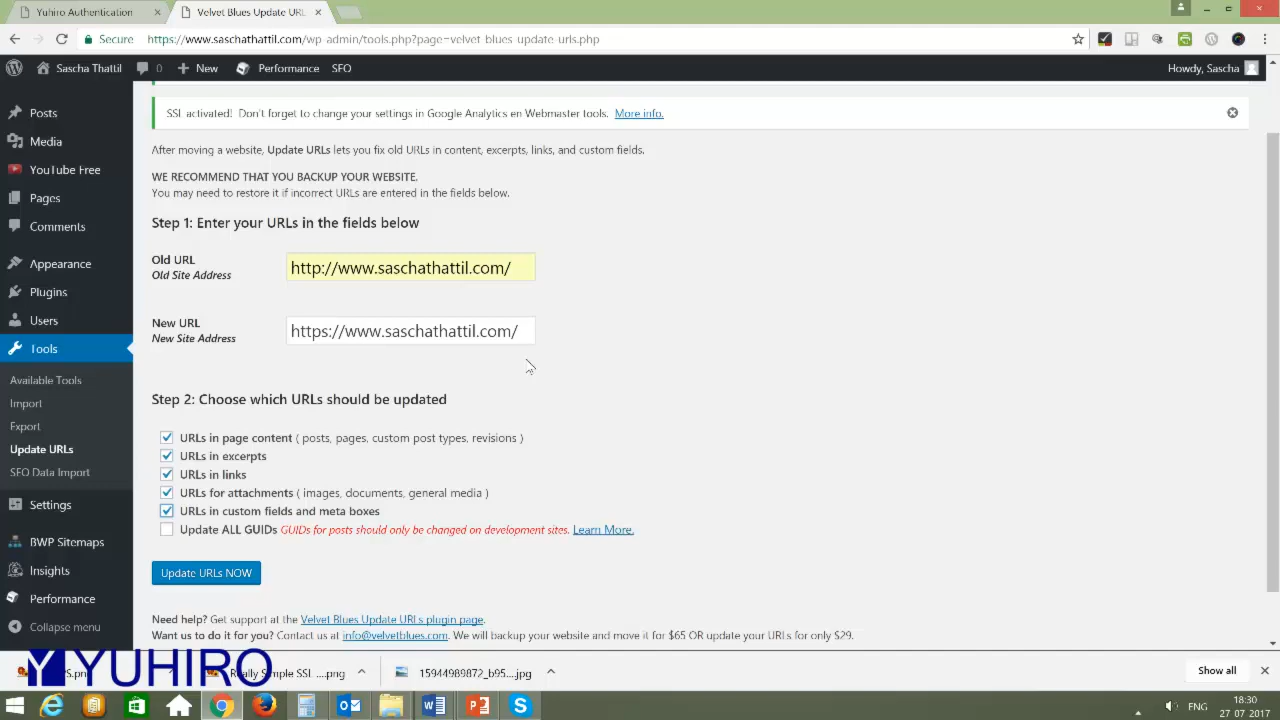 Yuhiro Authentication
Velvet Blues Update URL
Secure
https://www.saschathattil.com/wp-admin/tools.php?page=velvet-blues-update-urls.php
Sascha Thattil
0
New
Performance
SEO
Howdy, Sascha
Posts
Media
YouTube Free
Pages
Comments
Appearance
Plugins
Users
Tools
Available Tools
Import
Export
Update URLs
SEO Data Import
Settings
BWP Sitemaps
Insights
Performance
Collapse menu
SSL activated! Don't forget to change your settings in Google Analytics en Webmaster tools. More info.
After moving a website, Update URLs lets you fix old URLs in content, excerpts, links, and custom fields.
WE RECOMMEND THAT YOU BACKUP YOUR WEBSITE.
You may need to restore it if incorrect URLs are entered in the fields below.
Step 1: Enter your URLs in the fields below
Old URL
Old Site Address
http://www.saschathattil.com/
New URL
New Site Address
https://www.saschathattil.com/
Step 2: Choose which URLs should be updated
URLs in page content ( posts, pages, custom post types, revisions )
URLs in excerpts
URLs in links
URLs for attachments ( images, documents, general media )
URLs in custom fields and meta boxes
Update ALL GUIDs GUIDs for posts should only be changed on development sites. Learn More.
Update URLs NOW
Need help? Get support at the Velvet Blues Update URLs plugin page.
Want us to do it for you? Contact us at info@velvetblues.com. We will backup your website and move it for $65 OR update your URLs for only $29.
YUHIRO
Really Simple SSL ....png
15944989872_b95....jpg
Show all
ENG
18:30
27-07-2017